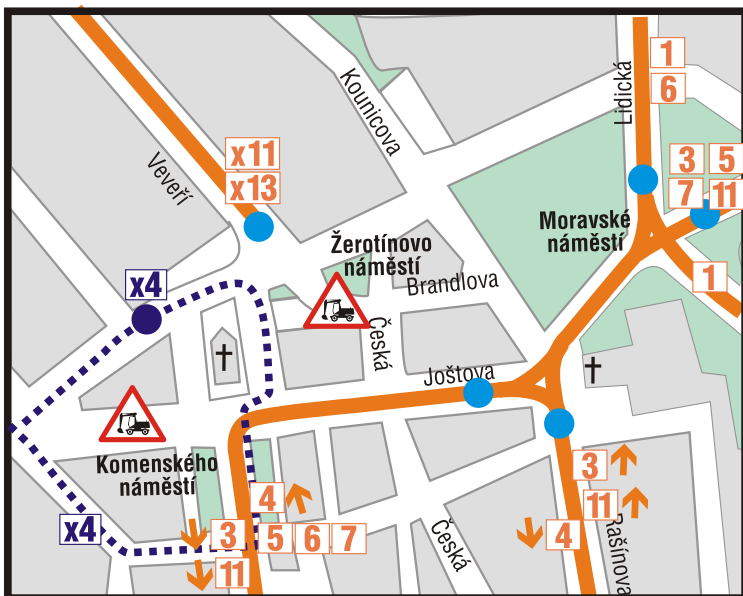 Kounicova
Lidická
1
6
x11
x13
Veveří
3 5
7 11
Moravské
náměstí
Žerotínovo
náměstí
Brandlova
x4
1
Česká
Joštova
Komenského
náměstí
4
3
11
x4
3
5 6 7
11
4
Česká
Rašínova